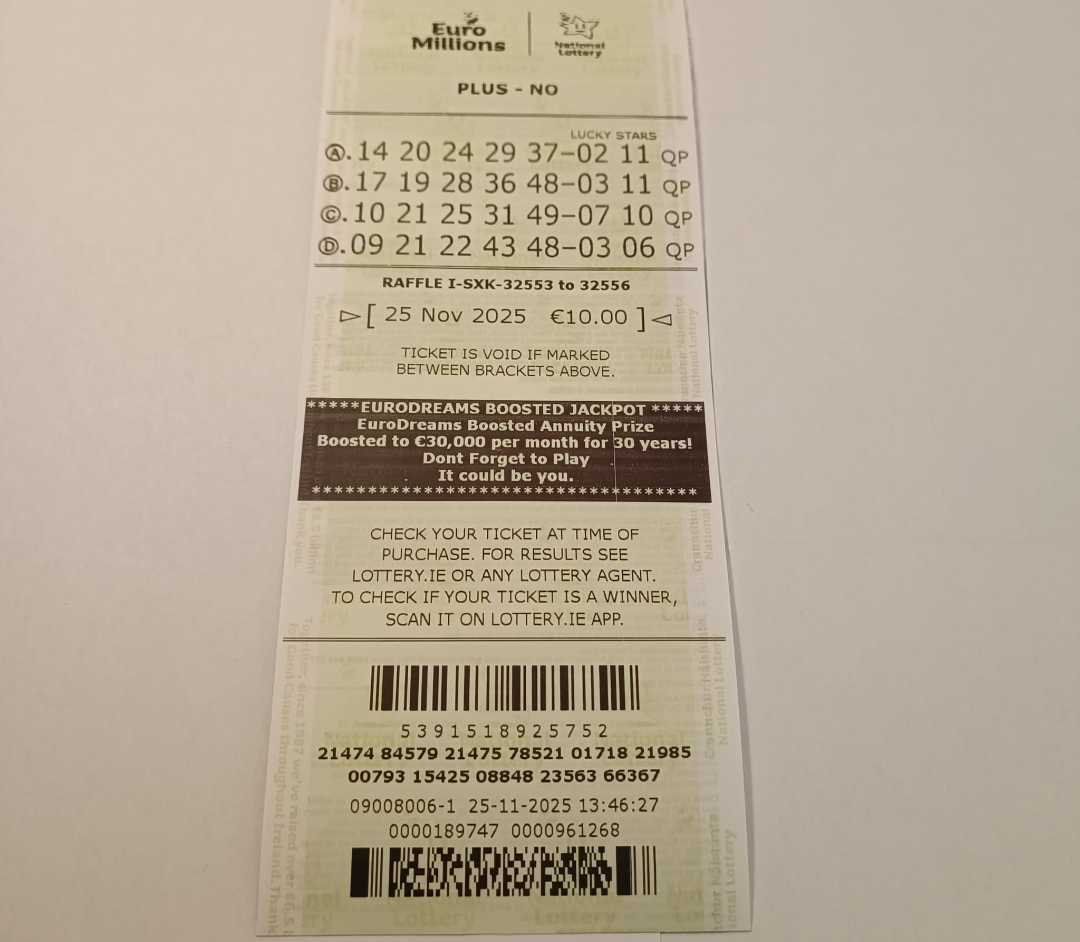 Euro
Millions
National
Lottery
PLUS - NO
LUCKY STARS
Ⓐ. 14 20 24 29 37-02 11 QP
Ⓑ. 17 19 28 36 48-03 11 QP
Ⓒ. 10 21 25 31 49-07 10 QP
Ⓓ. 09 21 22 43 48-03 06 QP
RAFFLE I-SXK-32553 to 32556
▷[ 25 Nov 2025 €10.00 ]◁
TICKET IS VOID IF MARKED
BETWEEN BRACKETS ABOVE.
*****EURODREAMS BOOSTED JACKPOT *****
EuroDreams Boosted Annuity Prize
Boosted to €30,000 per month for 30 years!
Dont Forget to Play
It could be you.
**************************************
CHECK YOUR TICKET AT TIME OF
PURCHASE. FOR RESULTS SEE
LOTTERY.IE OR ANY LOTTERY AGENT.
TO CHECK IF YOUR TICKET IS A WINNER,
SCAN IT ON LOTTERY.IE APP.
5391518925752
21474 84579 21475 78521 01718 21985
00793 15425 08848 23563 66367
09008006-1 25-11-2025 13:46:27
0000189747 0000961268